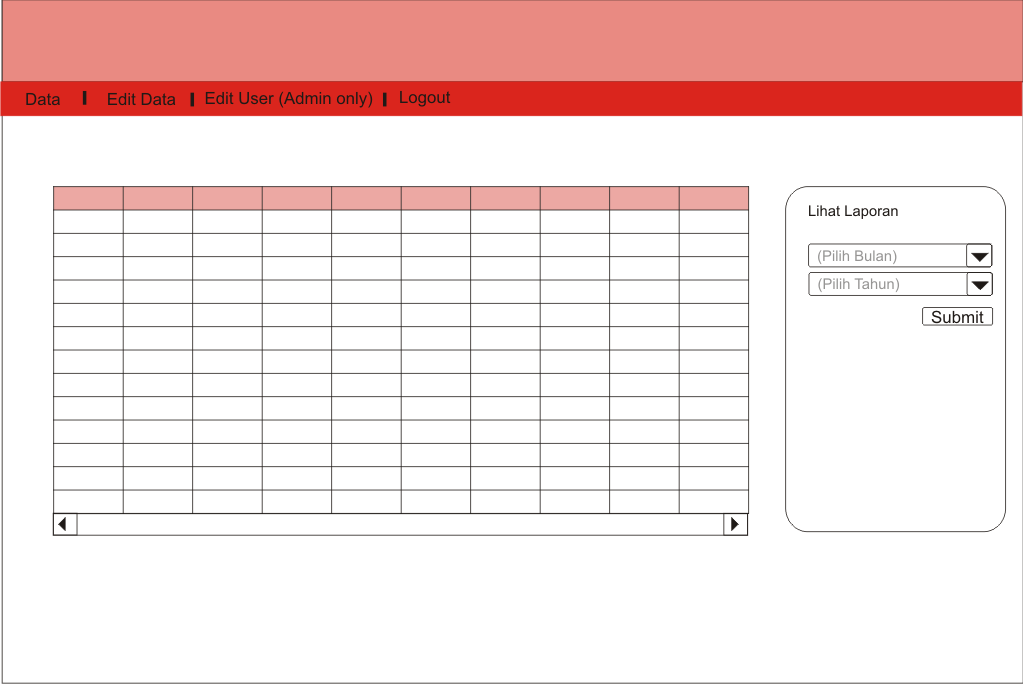 Data | Edit Data | Edit User (Admin only) | Logout
Lihat Laporan
(Pilih Bulan)
(Pilih Tahun)
Submit